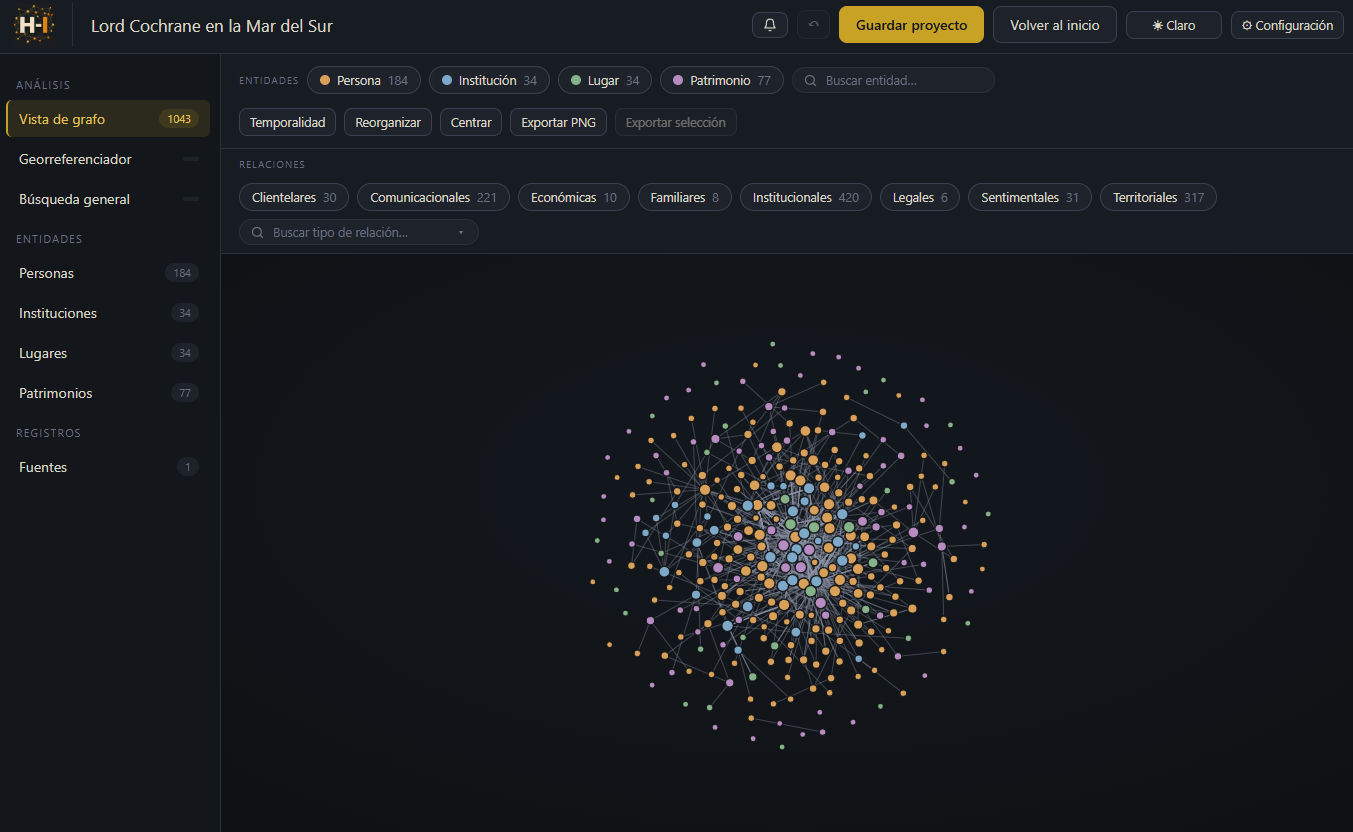 H-I
Lord Cochrane en la Mar del Sur
Guardar proyecto
Volver al inicio
☀ Claro
⚙ Configuración
ANÁLISIS
Vista de grafo 1043
Georreferenciador
Búsqueda general
ENTIDADES
Personas 184
Instituciones 34
Lugares 34
Patrimonios 77
REGISTROS
Fuentes 1
ENTIDADES Persona 184 Institución 34 Lugar 34 Patrimonio 77 Buscar entidad...
Temporalidad Reorganizar Centrar Exportar PNG Exportar selección
RELACIONES
Clientelares 30 Comunicacionales 221 Económicas 10 Familiares 8 Institucionales 420 Legales 6 Sentimentales 31 Territoriales 317
Buscar tipo de relación...